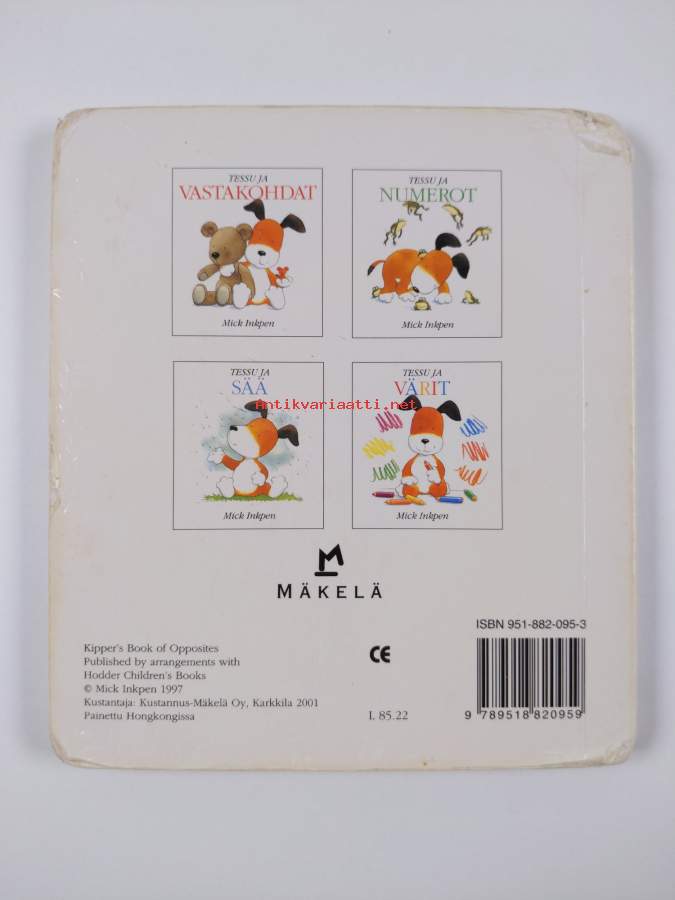 TESSU JA
VASTAKOHDAT
Mick Inkpen
TESSU JA
NUMEROT
Mick Inkpen
TESSU JA
SÄÄ
Mick Inkpen
TESSU JA
VÄRIT
Mick Inkpen
Antikvariaatti.net
M
MÄKELÄ
Kipper's Book of Opposites
Published by arrangements with
Hodder Children's Books
© Mick Inkpen 1997
Kustantaja: Kustannus-Mäkelä Oy, Karkkila 2001
Painettu Hongkongissa
CE
L 85.22
ISBN 951-882-095-3
9 789518 820959